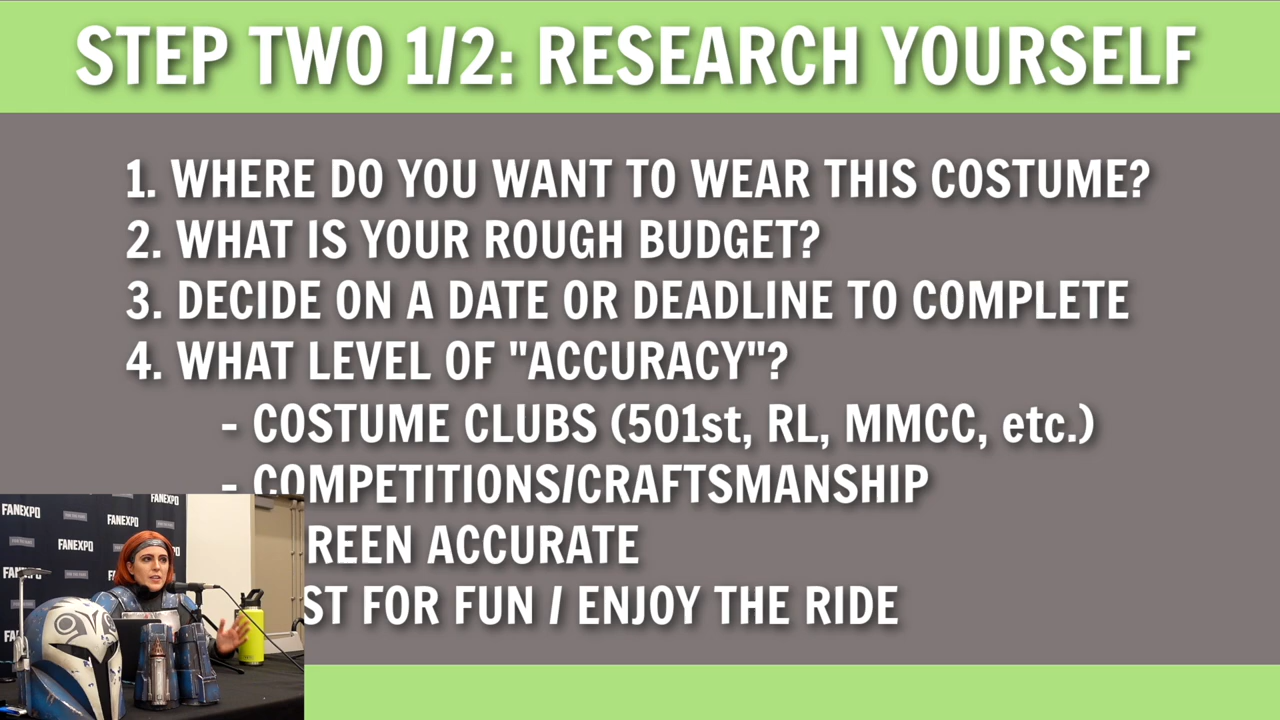 STEP TWO 1/2: RESEARCH YOURSELF
1. WHERE DO YOU WANT TO WEAR THIS COSTUME?
2. WHAT IS YOUR ROUGH BUDGET?
3. DECIDE ON A DATE OR DEADLINE TO COMPLETE
4. WHAT LEVEL OF "ACCURACY"?
- COSTUME CLUBS (501st, RL, MMCC, etc.)
- COMPETITIONS/CRAFTSMANSHIP
REEN ACCURATE
ST FOR FUN / ENJOY THE RIDE
FANEXPO
FANEXPO
FANEXPO
FANEXPO